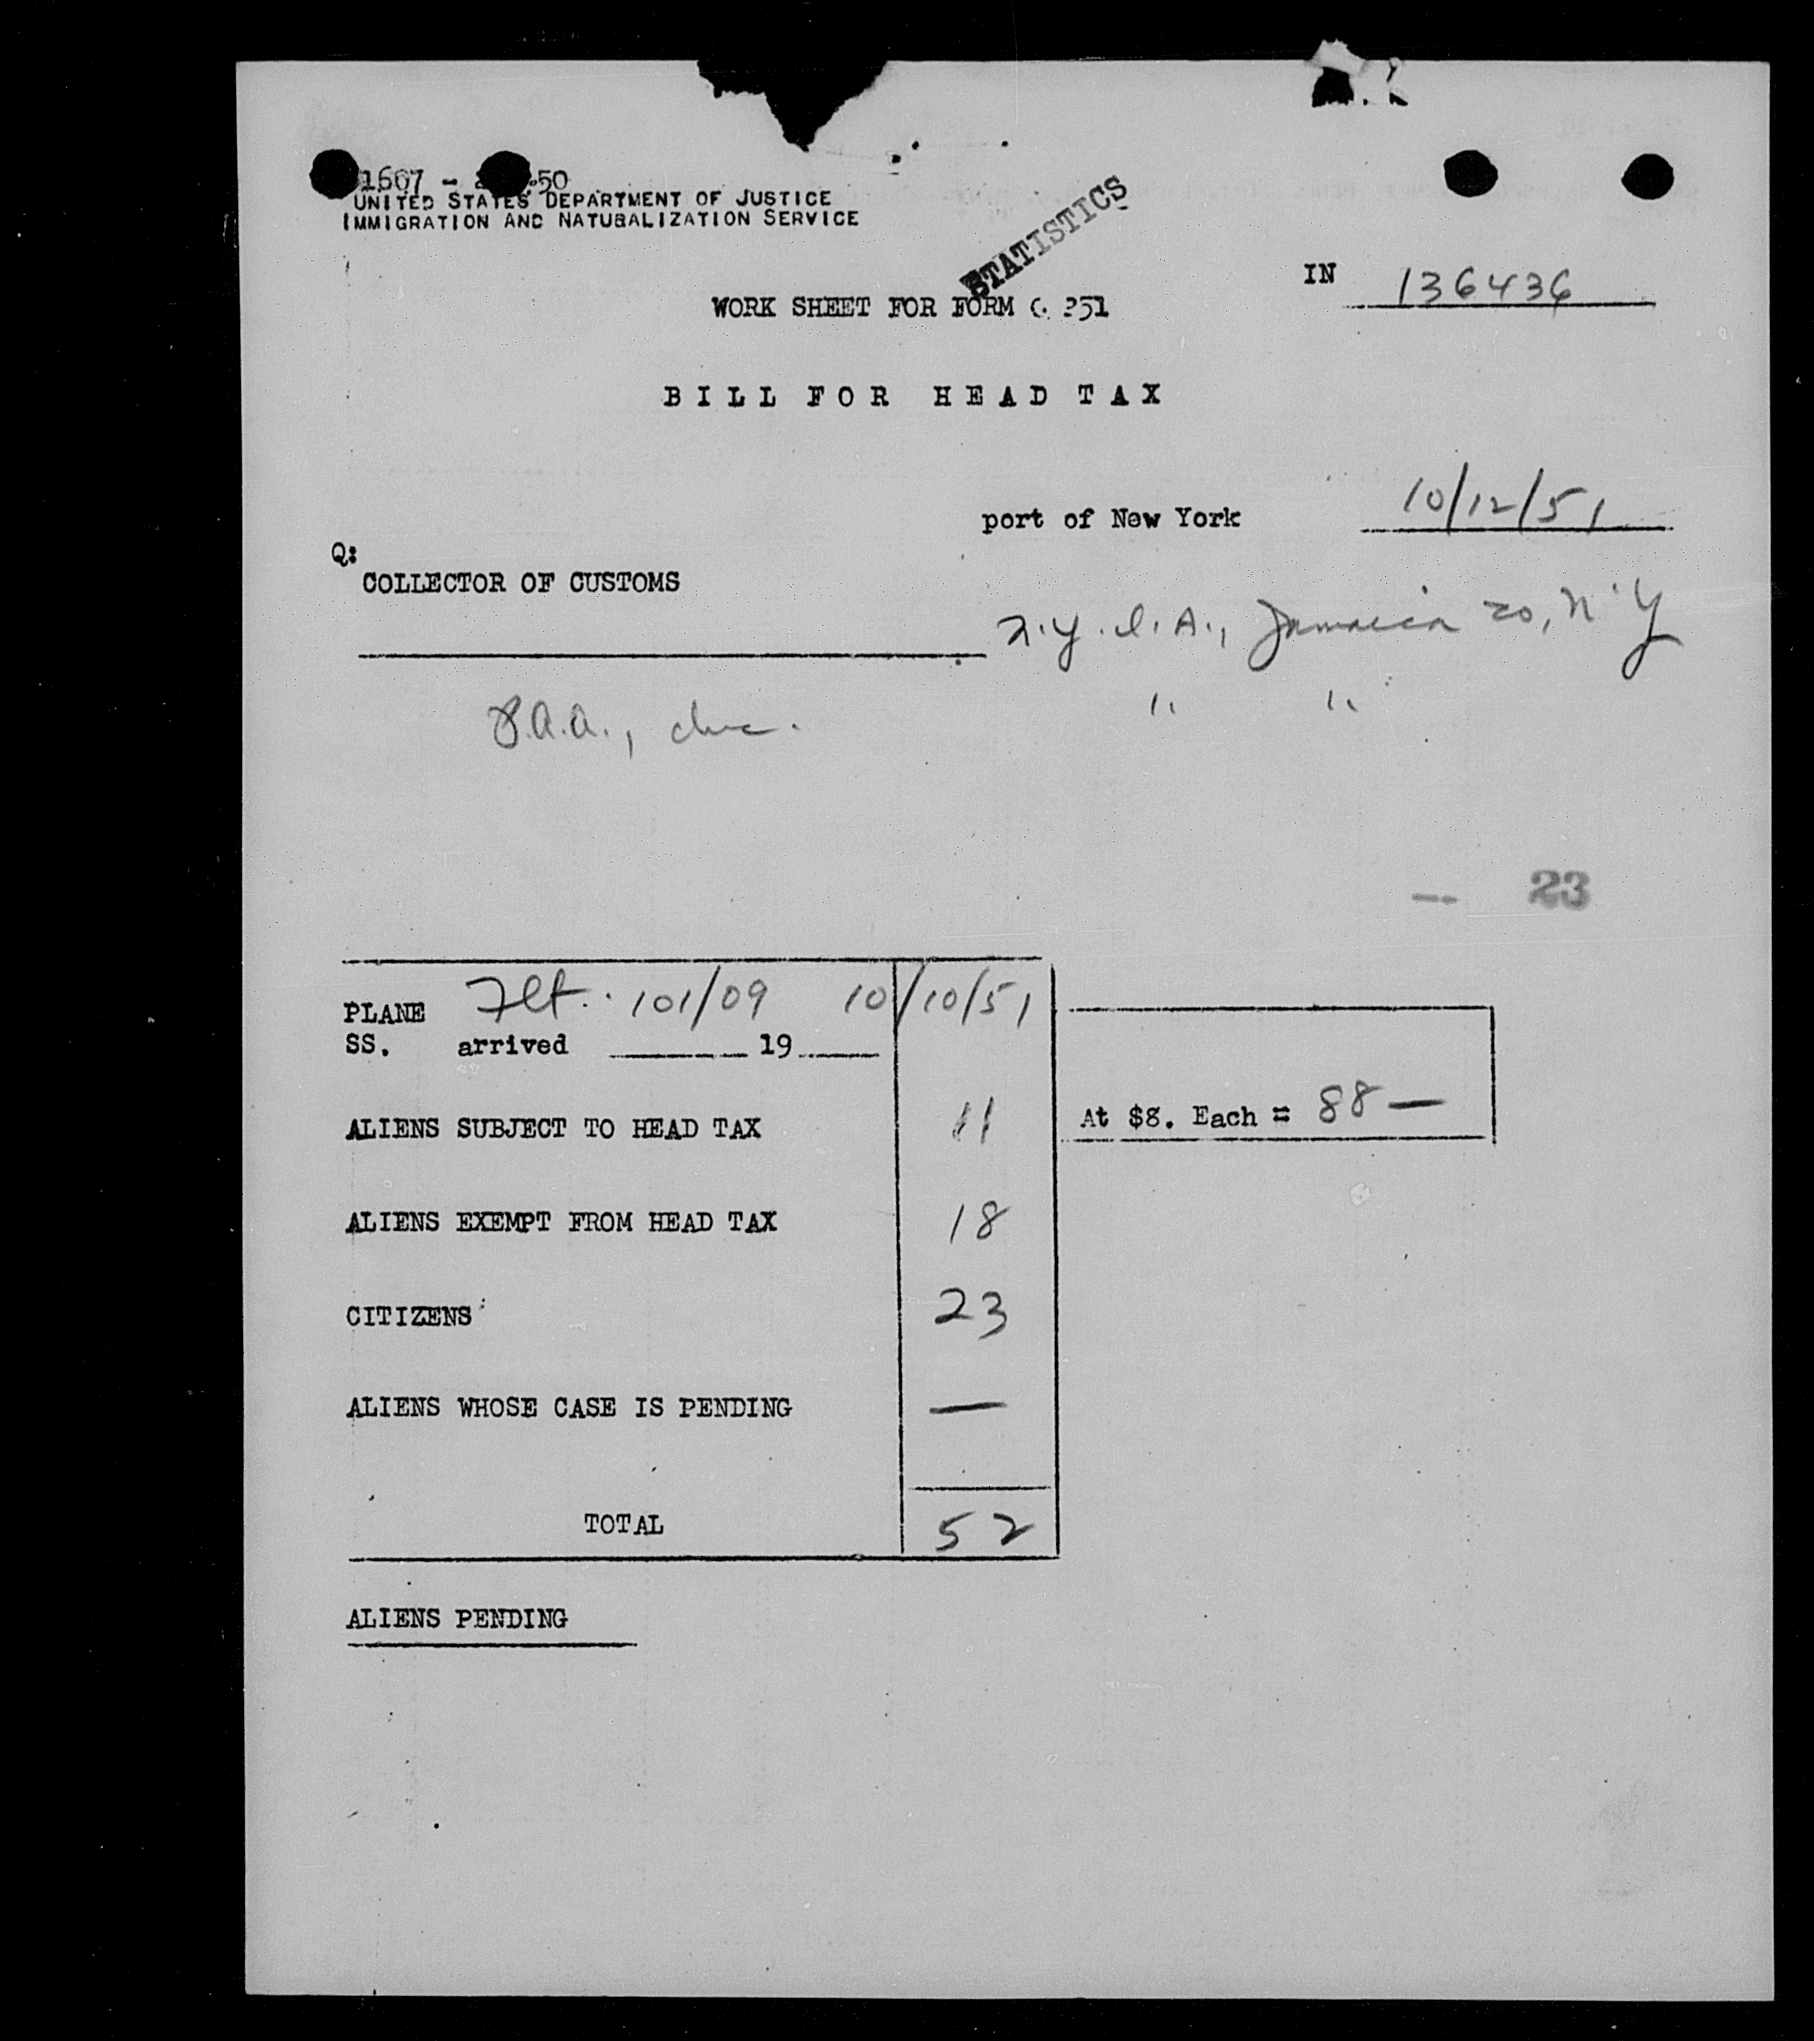 1607 - 50
UNITED STATES DEPARTMENT OF JUSTICE
IMMIGRATION AND NATURALIZATION SERVICE
STATISTICS
IN 136436
WORK SHEET FOR FORM 251
BILL FOR HEAD TAX
port of New York 10/12/51
Q:
COLLECTOR OF CUSTOMS
N.Y.I.A., Jamaica 20, N.Y
P.A.A., Inc. " "
-- 23
PLANE Flt. 101/09 10/10/51
SS. arrived 19
ALIENS SUBJECT TO HEAD TAX 11 At $8. Each = 88 —
ALIENS EXEMPT FROM HEAD TAX 18
CITIZENS 23
ALIENS WHOSE CASE IS PENDING —
TOTAL 52
ALIENS PENDING